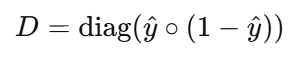 D = diag(ŷ ∘ (1 − ŷ))